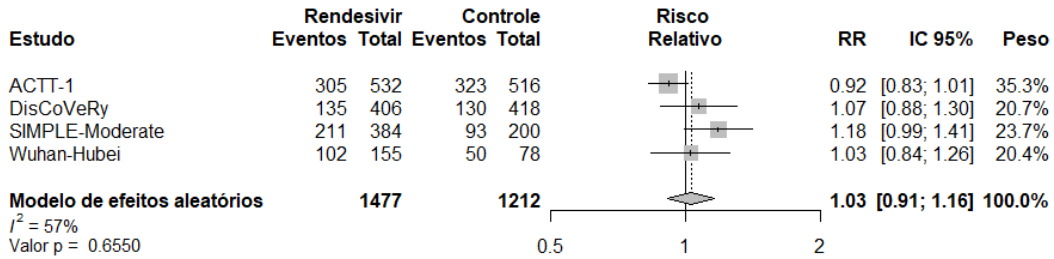 Rendesivir Controle Risco
Estudo Eventos Total Eventos Total Relativo RR IC 95% Peso
ACTT-1 305 532 323 516 0.92 [0.83; 1.01] 35.3%
DisCoVeRy 135 406 130 418 1.07 [0.88; 1.30] 20.7%
SIMPLE-Moderate 211 384 93 200 1.18 [0.99; 1.41] 23.7%
Wuhan-Hubei 102 155 50 78 1.03 [0.84; 1.26] 20.4%
Modelo de efeitos aleatórios 1477 1212 1.03 [0.91; 1.16] 100.0%
I² = 57%
Valor p = 0.6550 0.5 1 2